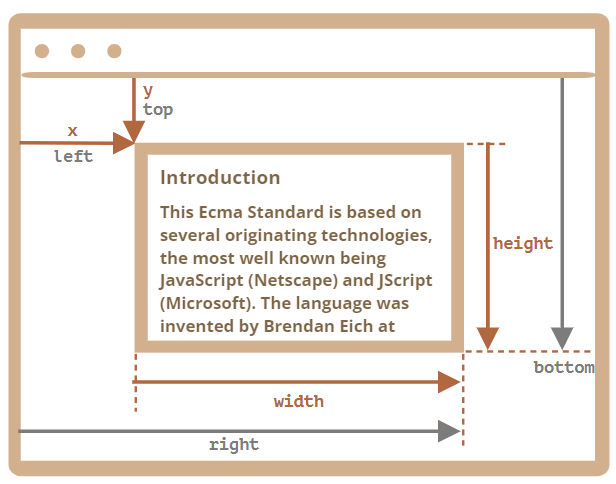 y
top
x
left
Introduction
This Ecma Standard is based on
several originating technologies,
the most well known being
JavaScript (Netscape) and JScript
(Microsoft). The language was
invented by Brendan Eich at
height
bottom
width
right